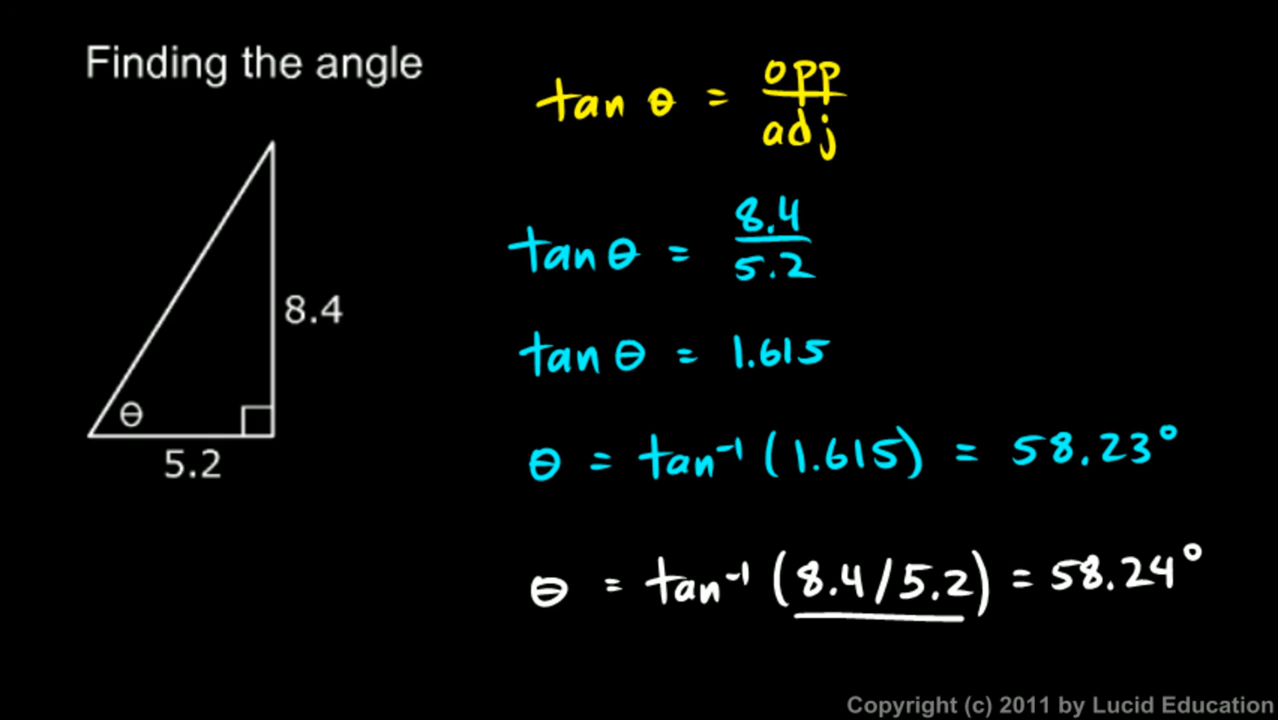 Finding the angle
tan θ = opp/adj
tan θ = 8.4/5.2
8.4
tan θ = 1.615
θ
5.2
θ = tan⁻¹ (1.615) = 58.23°
θ = tan⁻¹ (8.4/5.2) = 58.24°
Copyright (c) 2011 by Lucid Education